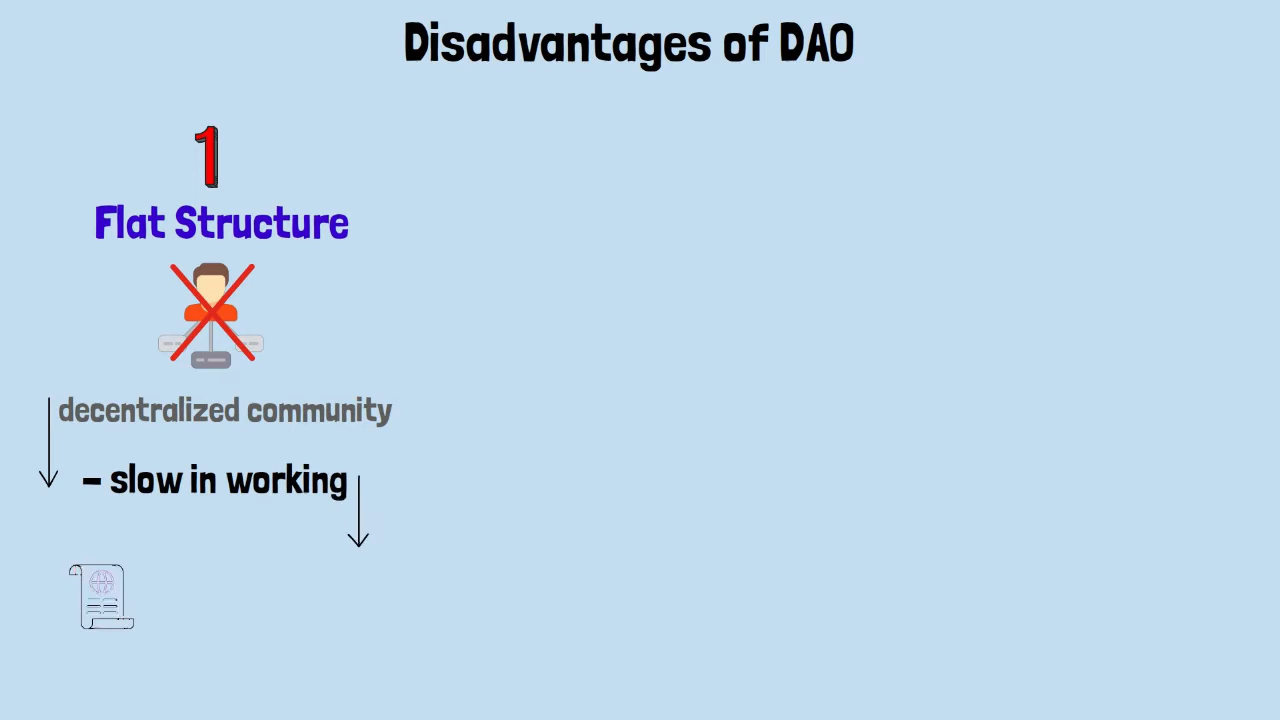 Disadvantages of DAO
1
Flat Structure
decentralized community
- slow in working